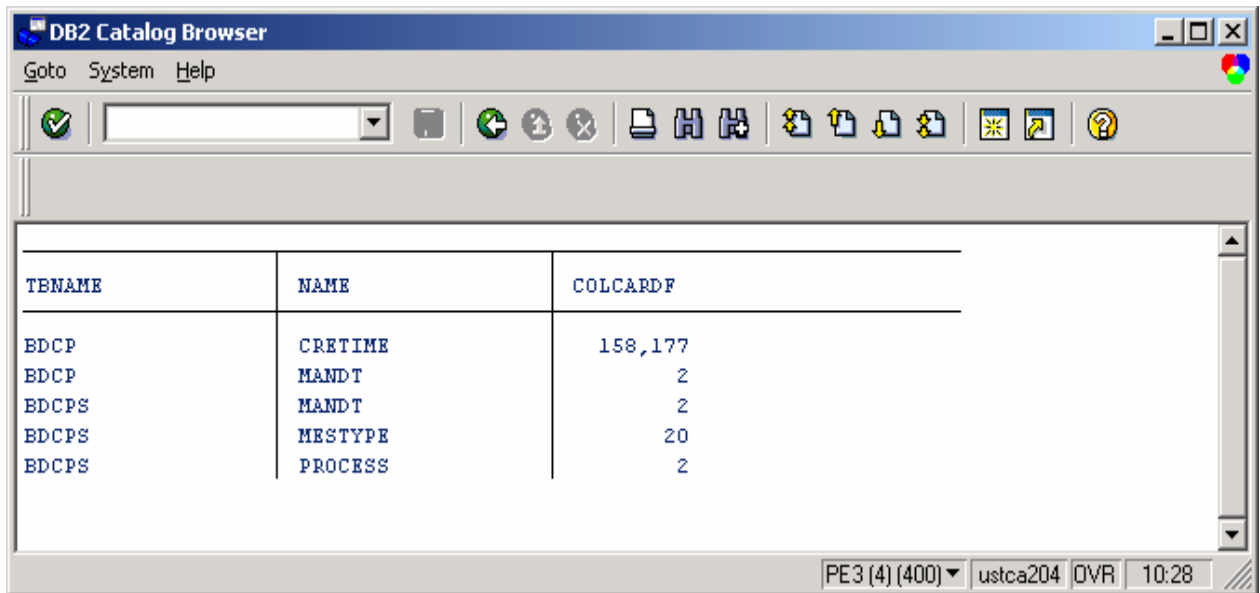 DB2 Catalog Browser
Goto System Help
TBNAME NAME COLCARDF
BDCP CRETIME 158,177
BDCP MANDT 2
BDCPS MANDT 2
BDCPS MESTYPE 20
BDCPS PROCESS 2
PE3 (4) (400) ustca204 OVR 10:28